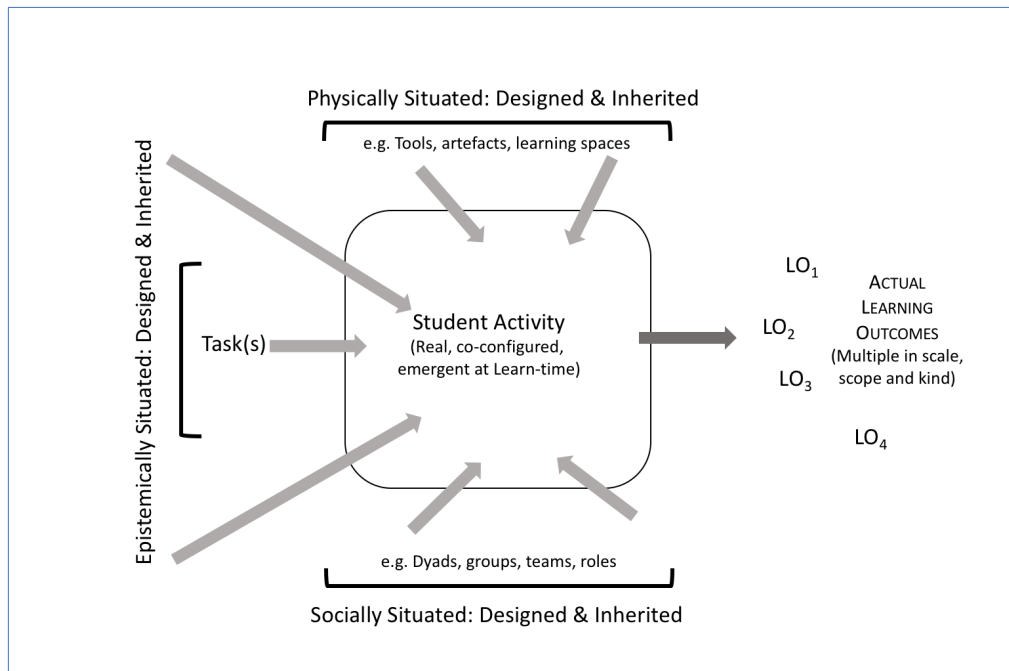 Physically Situated: Designed & Inherited
e.g. Tools, artefacts, learning spaces
Epistemically Situated: Designed & Inherited
Task(s)
Student Activity
(Real, co-configured,
emergent at Learn-time)
LO₁
LO₂
LO₃
LO₄
ACTUAL
LEARNING
OUTCOMES
(Multiple in scale,
scope and kind)
e.g. Dyads, groups, teams, roles
Socially Situated: Designed & Inherited